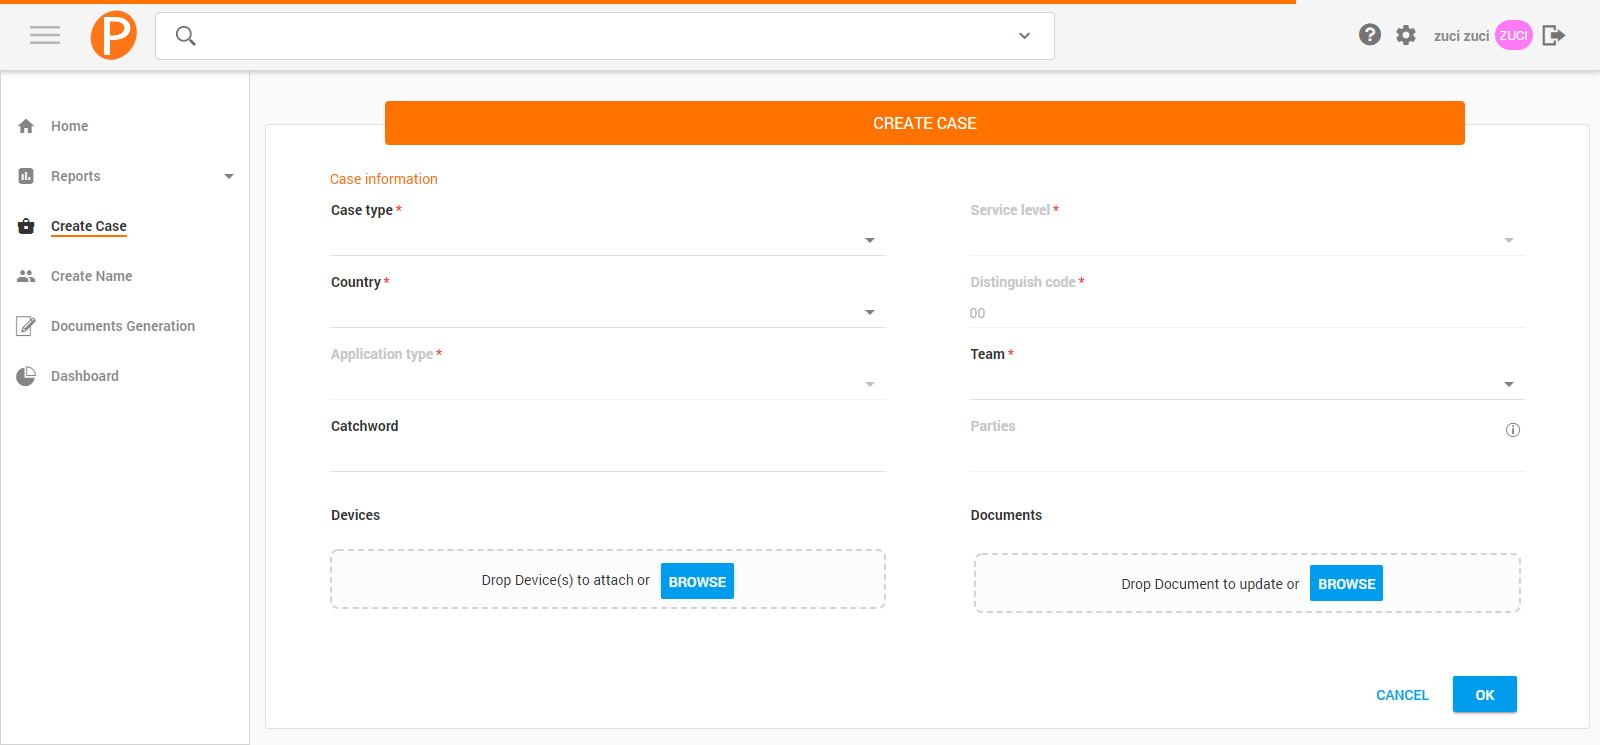 P
zuci zuci ZUCI
Home
Reports
Create Case
Create Name
Documents Generation
Dashboard
CREATE CASE
Case information
Case type *
Service level *
Country *
Distinguish code *
00
Application type *
Team *
Catchword
Parties
Devices
Documents
Drop Device(s) to attach or BROWSE
Drop Document to update or BROWSE
CANCEL OK